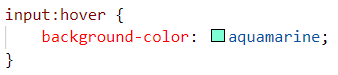 input:hover {
    background-color: aquamarine;
}